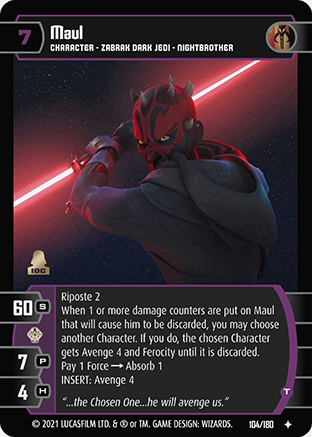 7
Maul
CHARACTER - ZABRAK DARK JEDI - NIGHTBROTHER
IDC
60 S
7 P
4 H
Riposte 2
When 1 or more damage counters are put on Maul
that will cause him to be discarded, you may choose
another Character. If you do, the chosen Character
gets Avenge 4 and Ferocity until it is discarded.
Pay 1 Force → Absorb 1
INSERT: Avenge 4
"...the Chosen One...he will avenge us."
T
© 2021 LUCASFILM LTD. & ® or TM. GAME DESIGN: WIZARDS.
104/180